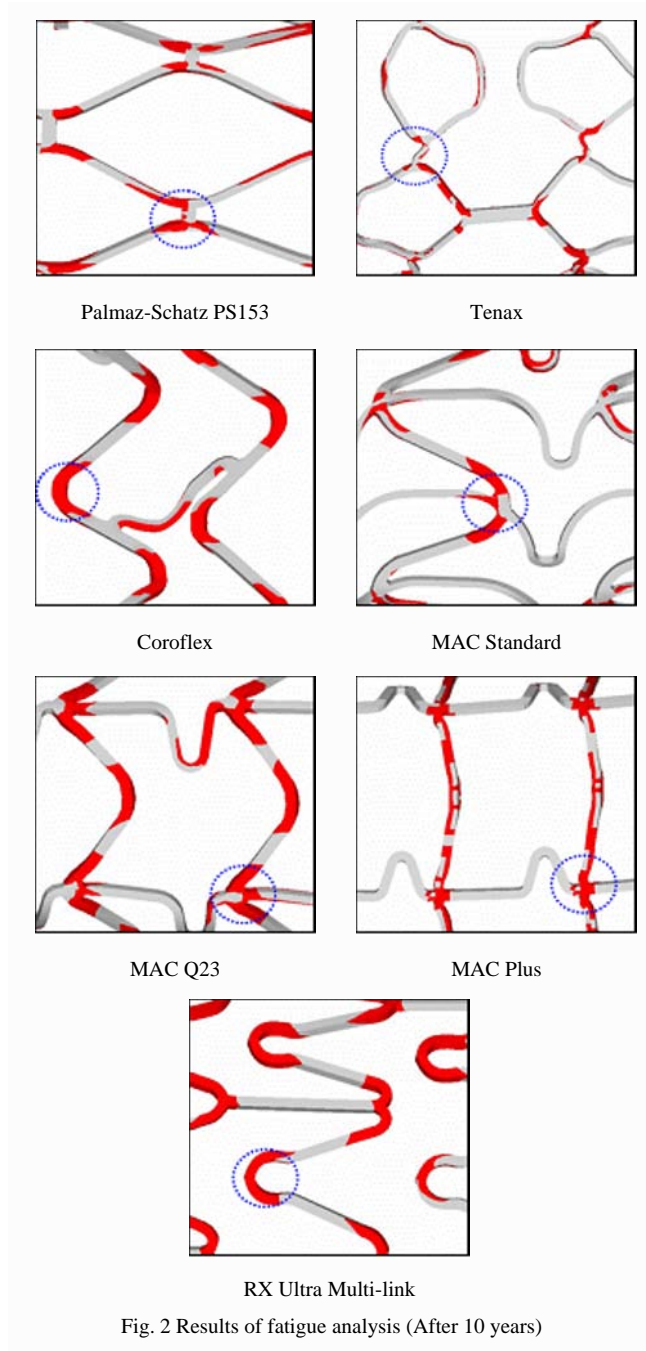 Palmaz-Schatz PS153
Tenax
Coroflex
MAC Standard
MAC Q23
MAC Plus
RX Ultra Multi-link
Fig. 2 Results of fatigue analysis (After 10 years)